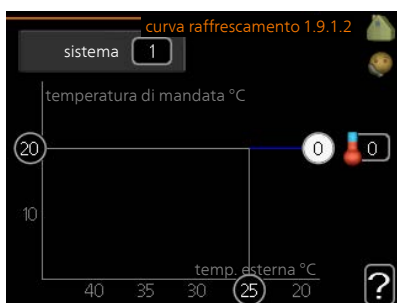 curva raffrescamento 1.9.1.2
sistema 1
temperatura di mandata °C
20 0 0
10
temp. esterna °C
40 35 30 25 20
?